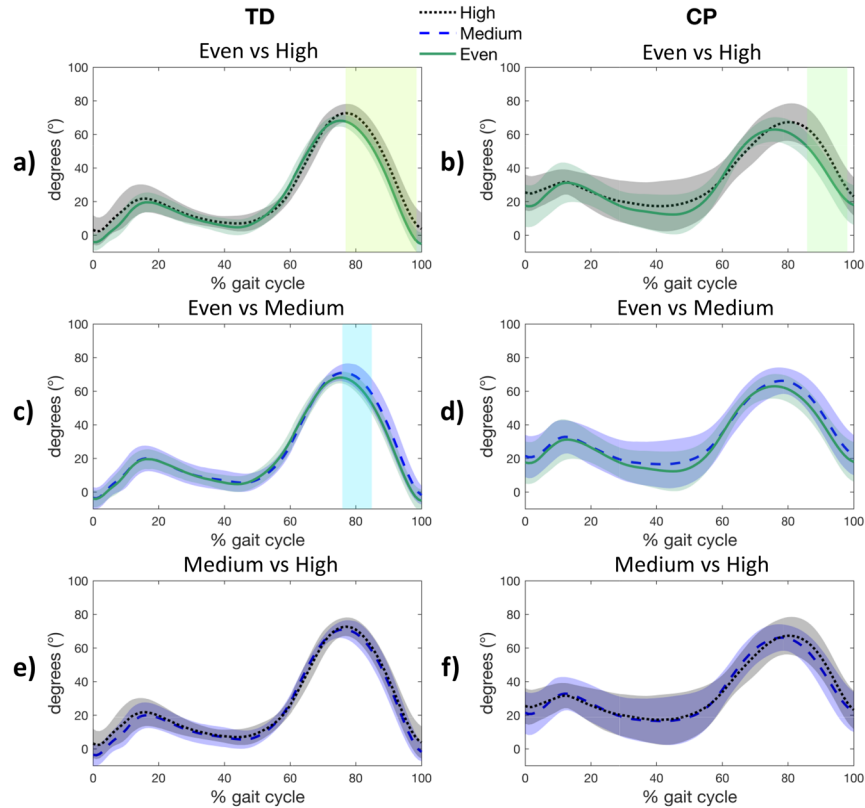 TD
High
Medium
Even
CP
Even vs High
Even vs High
a)
degrees (°)
100
80
60
40
20
0
0 20 40 60 80 100
% gait cycle
b)
degrees (°)
100
80
60
40
20
0
0 20 40 60 80 100
% gait cycle
Even vs Medium
Even vs Medium
c)
degrees (°)
100
80
60
40
20
0
0 20 40 60 80 100
% gait cycle
d)
degrees (°)
100
80
60
40
20
0
0 20 40 60 80 100
% gait cycle
Medium vs High
Medium vs High
e)
degrees (°)
100
80
60
40
20
0
0 20 40 60 80 100
% gait cycle
f)
degrees (°)
100
80
60
40
20
0
0 20 40 60 80 100
% gait cycle